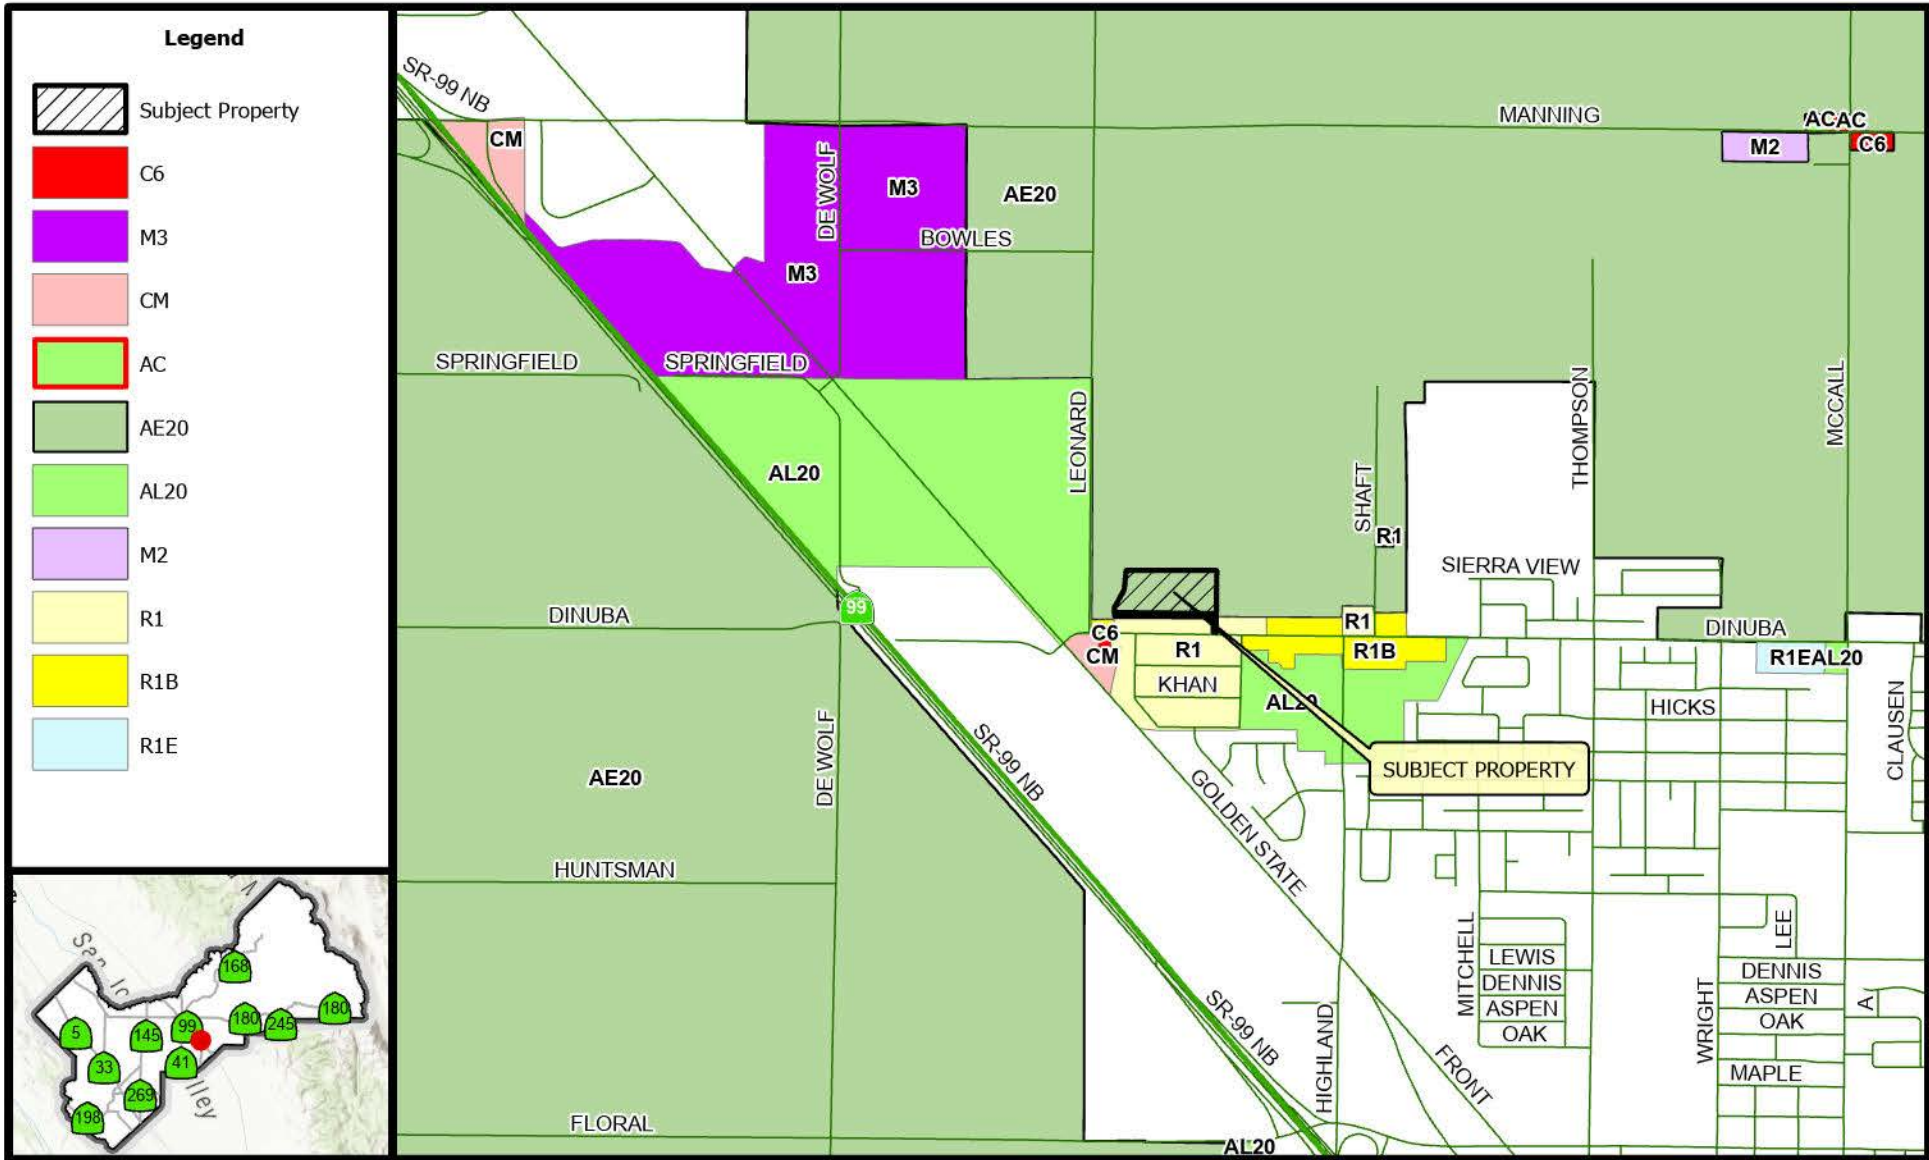 Legend
Subject Property
C6
M3
CM
AC
AE20
AL20
M2
R1
R1B
R1E
168
180
180
245
99
5
145
41
33
269
198
lley
SR-99 NB
MANNING
ACAC
CM
M2
C6
DE WOLF
M3
AE20
BOWLES
M3
SPRINGFIELD
SPRINGFIELD
LEONARD
THOMPSON
MCCALL
AL20
SHAFT
R1
SIERRA VIEW
99
DINUBA
C6
R1
DINUBA
CM
R1
R1B
R1EAL20
KHAN
AL20
HICKS
CLAUSEN
DE WOLF
SR-99 NB
SUBJECT PROPERTY
AE20
GOLDEN STATE
HUNTSMAN
MITCHELL
LEE
LEWIS
DENNIS
DENNIS
ASPEN
ASPEN
OAK
OAK
A
WRIGHT
SR-99 NB
HIGHLAND
FRONT
MAPLE
FLORAL
AL20